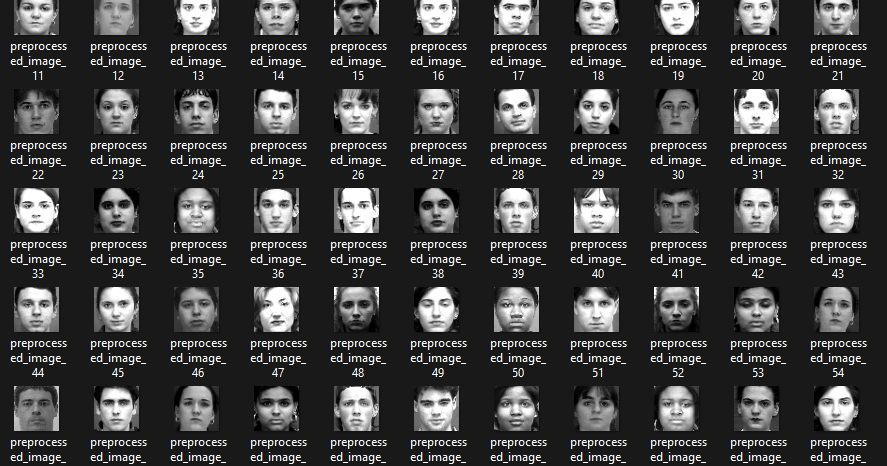 preprocess preprocess preprocess preprocess preprocess preprocess preprocess preprocess preprocess preprocess preprocess
ed_image_ ed_image_ ed_image_ ed_image_ ed_image_ ed_image_ ed_image_ ed_image_ ed_image_ ed_image_ ed_image_
11 12 13 14 15 16 17 18 19 20 21
preprocess preprocess preprocess preprocess preprocess preprocess preprocess preprocess preprocess preprocess preprocess
ed_image_ ed_image_ ed_image_ ed_image_ ed_image_ ed_image_ ed_image_ ed_image_ ed_image_ ed_image_ ed_image_
22 23 24 25 26 27 28 29 30 31 32
preprocess preprocess preprocess preprocess preprocess preprocess preprocess preprocess preprocess preprocess preprocess
ed_image_ ed_image_ ed_image_ ed_image_ ed_image_ ed_image_ ed_image_ ed_image_ ed_image_ ed_image_ ed_image_
33 34 35 36 37 38 39 40 41 42 43
preprocess preprocess preprocess preprocess preprocess preprocess preprocess preprocess preprocess preprocess preprocess
ed_image_ ed_image_ ed_image_ ed_image_ ed_image_ ed_image_ ed_image_ ed_image_ ed_image_ ed_image_ ed_image_
44 45 46 47 48 49 50 51 52 53 54
preprocess preprocess preprocess preprocess preprocess preprocess preprocess preprocess preprocess preprocess preprocess
ed_image_ ed_image_ ed_image_ ed_image_ ed_image_ ed_image_ ed_image_ ed_image_ ed_image_ ed_image_ ed_image_